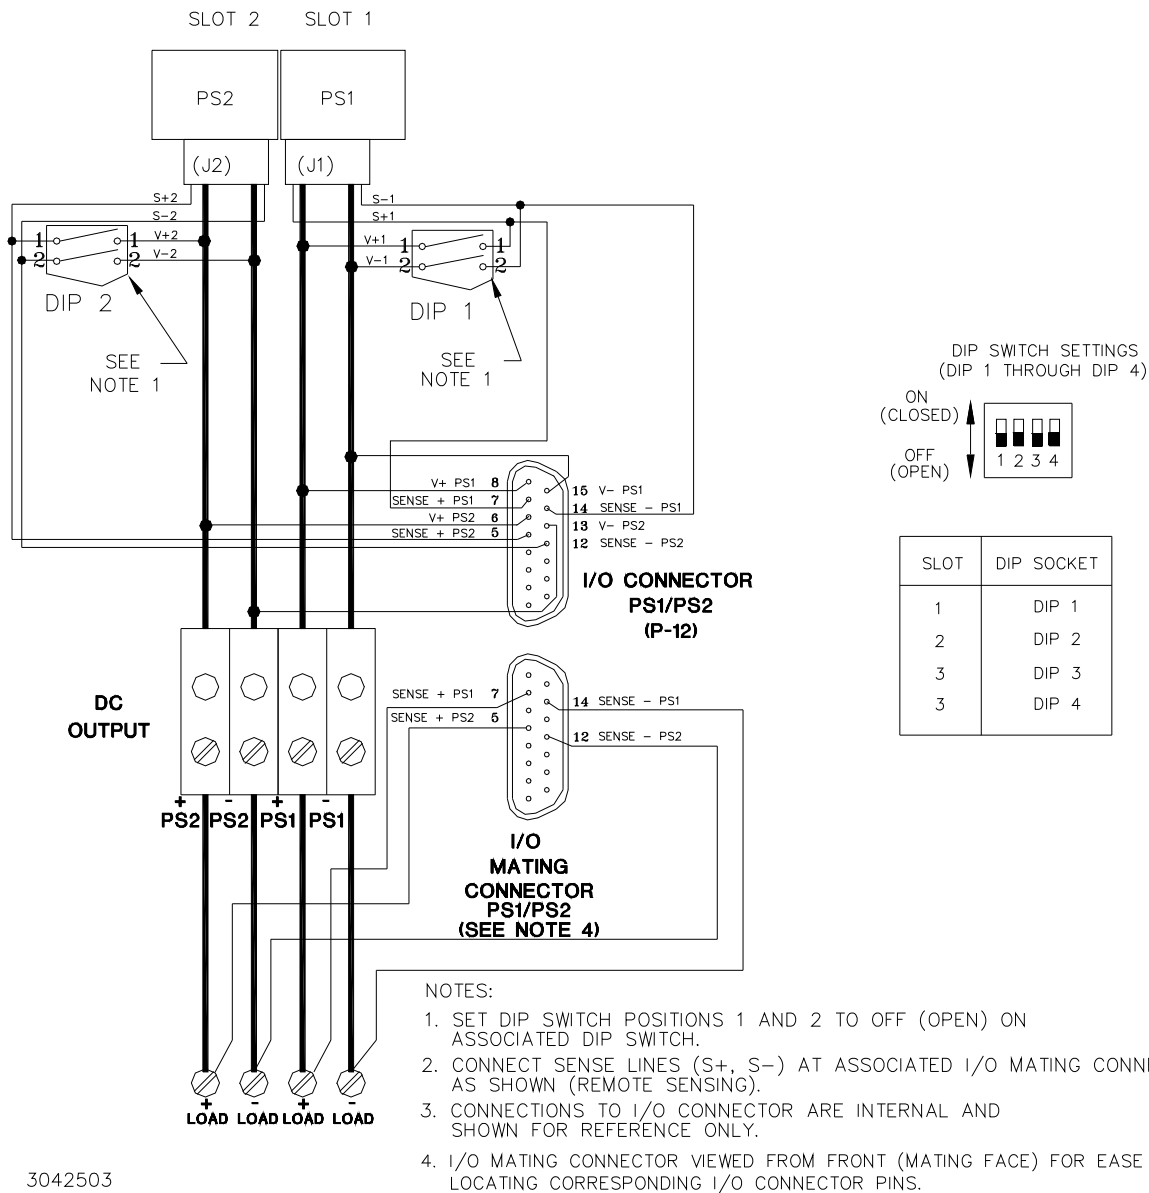 SLOT 2 SLOT 1
PS2 PS1
(J2) (J1)
S+2 S-1
S-2 S+1
1 1 V+2 V+1 1 1
2 2 V-2 V-1 2 2
DIP 2
DIP 1
SEE
NOTE 1
SEE
NOTE 1
DIP SWITCH SETTINGS
(DIP 1 THROUGH DIP 4)
ON
(CLOSED)
OFF
(OPEN)
1 2 3 4
V+ PS1 8 15 V- PS1
SENSE + PS1 7 14 SENSE - PS1
V+ PS2 6 13 V- PS2
SENSE + PS2 5 12 SENSE - PS2
I/O CONNECTOR
PS1/PS2
(P-12)
SLOT DIP SOCKET
1 DIP 1
2 DIP 2
3 DIP 3
3 DIP 4
DC
OUTPUT
SENSE + PS1 7 14 SENSE - PS1
SENSE + PS2 5 12 SENSE - PS2
+ - + -
PS2 PS2 PS1 PS1
I/O
MATING
CONNECTOR
PS1/PS2
(SEE NOTE 4)
+ - + -
LOAD LOAD LOAD LOAD
NOTES:
1. SET DIP SWITCH POSITIONS 1 AND 2 TO OFF (OPEN) ON
ASSOCIATED DIP SWITCH.
2. CONNECT SENSE LINES (S+, S-) AT ASSOCIATED I/O MATING CONN
AS SHOWN (REMOTE SENSING).
3. CONNECTIONS TO I/O CONNECTOR ARE INTERNAL AND
SHOWN FOR REFERENCE ONLY.
4. I/O MATING CONNECTOR VIEWED FROM FRONT (MATING FACE) FOR EASE
LOCATING CORRESPONDING I/O CONNECTOR PINS.
3042503